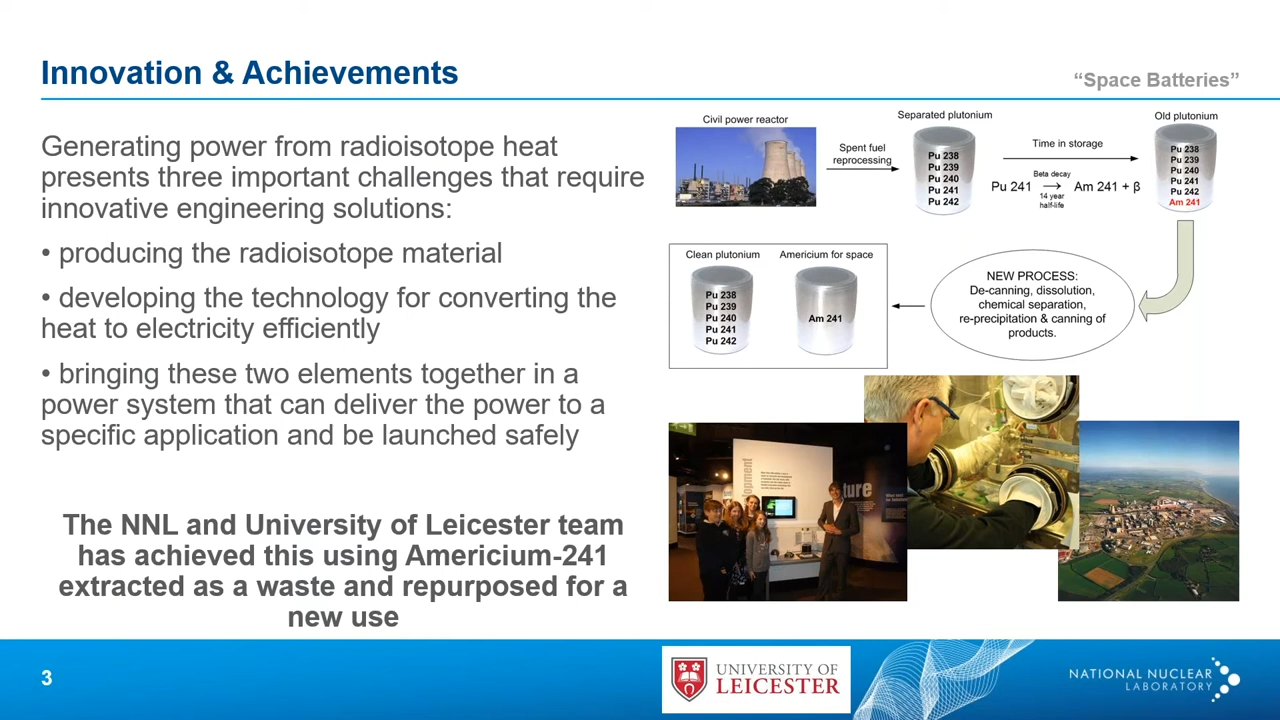 Innovation & Achievements
“Space Batteries”
Generating power from radioisotope heat
presents three important challenges that require
innovative engineering solutions:
• producing the radioisotope material
• developing the technology for converting the
heat to electricity efficiently
• bringing these two elements together in a
power system that can deliver the power to a
specific application and be launched safely
The NNL and University of Leicester team
has achieved this using Americium-241
extracted as a waste and repurposed for a
new use
Civil power reactor
Spent fuel
reprocessing
Separated plutonium
Pu 238
Pu 239
Pu 240
Pu 241
Pu 242
Time in storage
Beta decay
Pu 241 → Am 241 + β
14 year
half-life
Old plutonium
Pu 238
Pu 239
Pu 240
Pu 241
Pu 242
Am 241
NEW PROCESS:
De-canning, dissolution,
chemical separation,
re-precipitation & canning of
products.
Clean plutonium
Pu 238
Pu 239
Pu 240
Pu 241
Pu 242
Americium for space
Am 241
opment
ture
3
UNIVERSITY OF
LEICESTER
NATIONAL NUCLEAR
LABORATORY